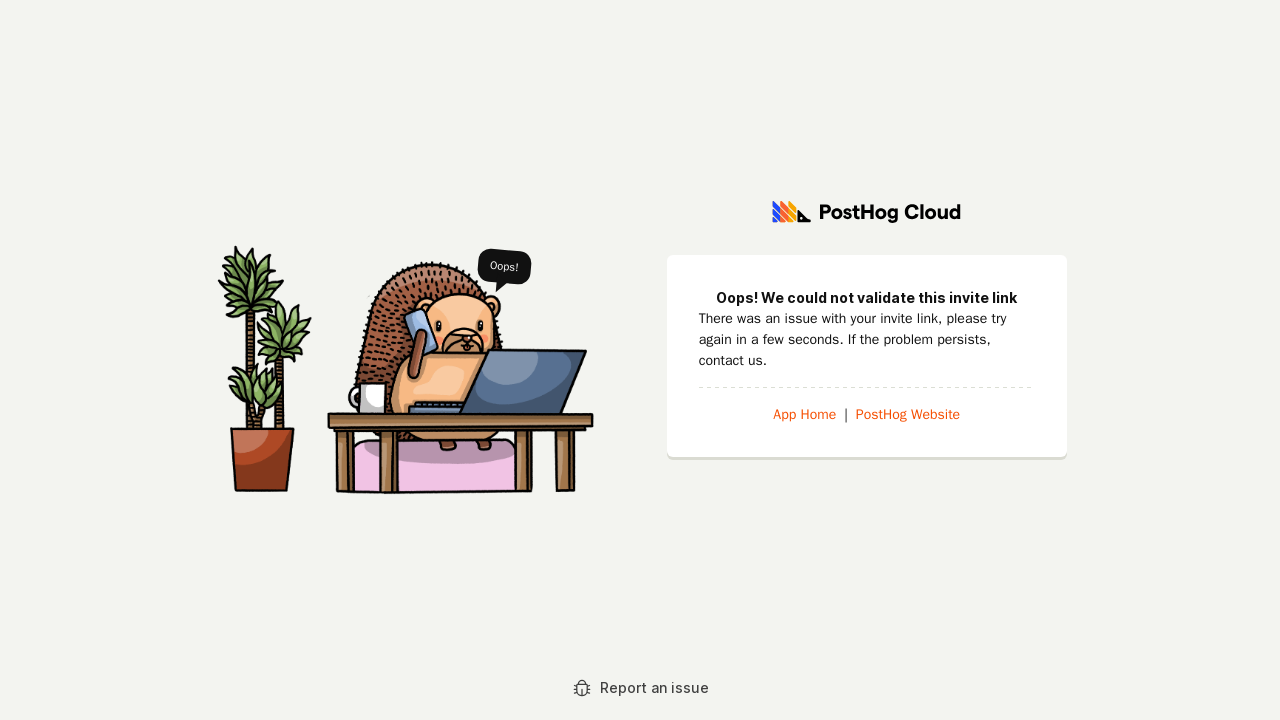 PostHog Cloud
Oops!
Oops! We could not validate this invite link
There was an issue with your invite link, please try
again in a few seconds. If the problem persists,
contact us.
App Home | PostHog Website
Report an issue